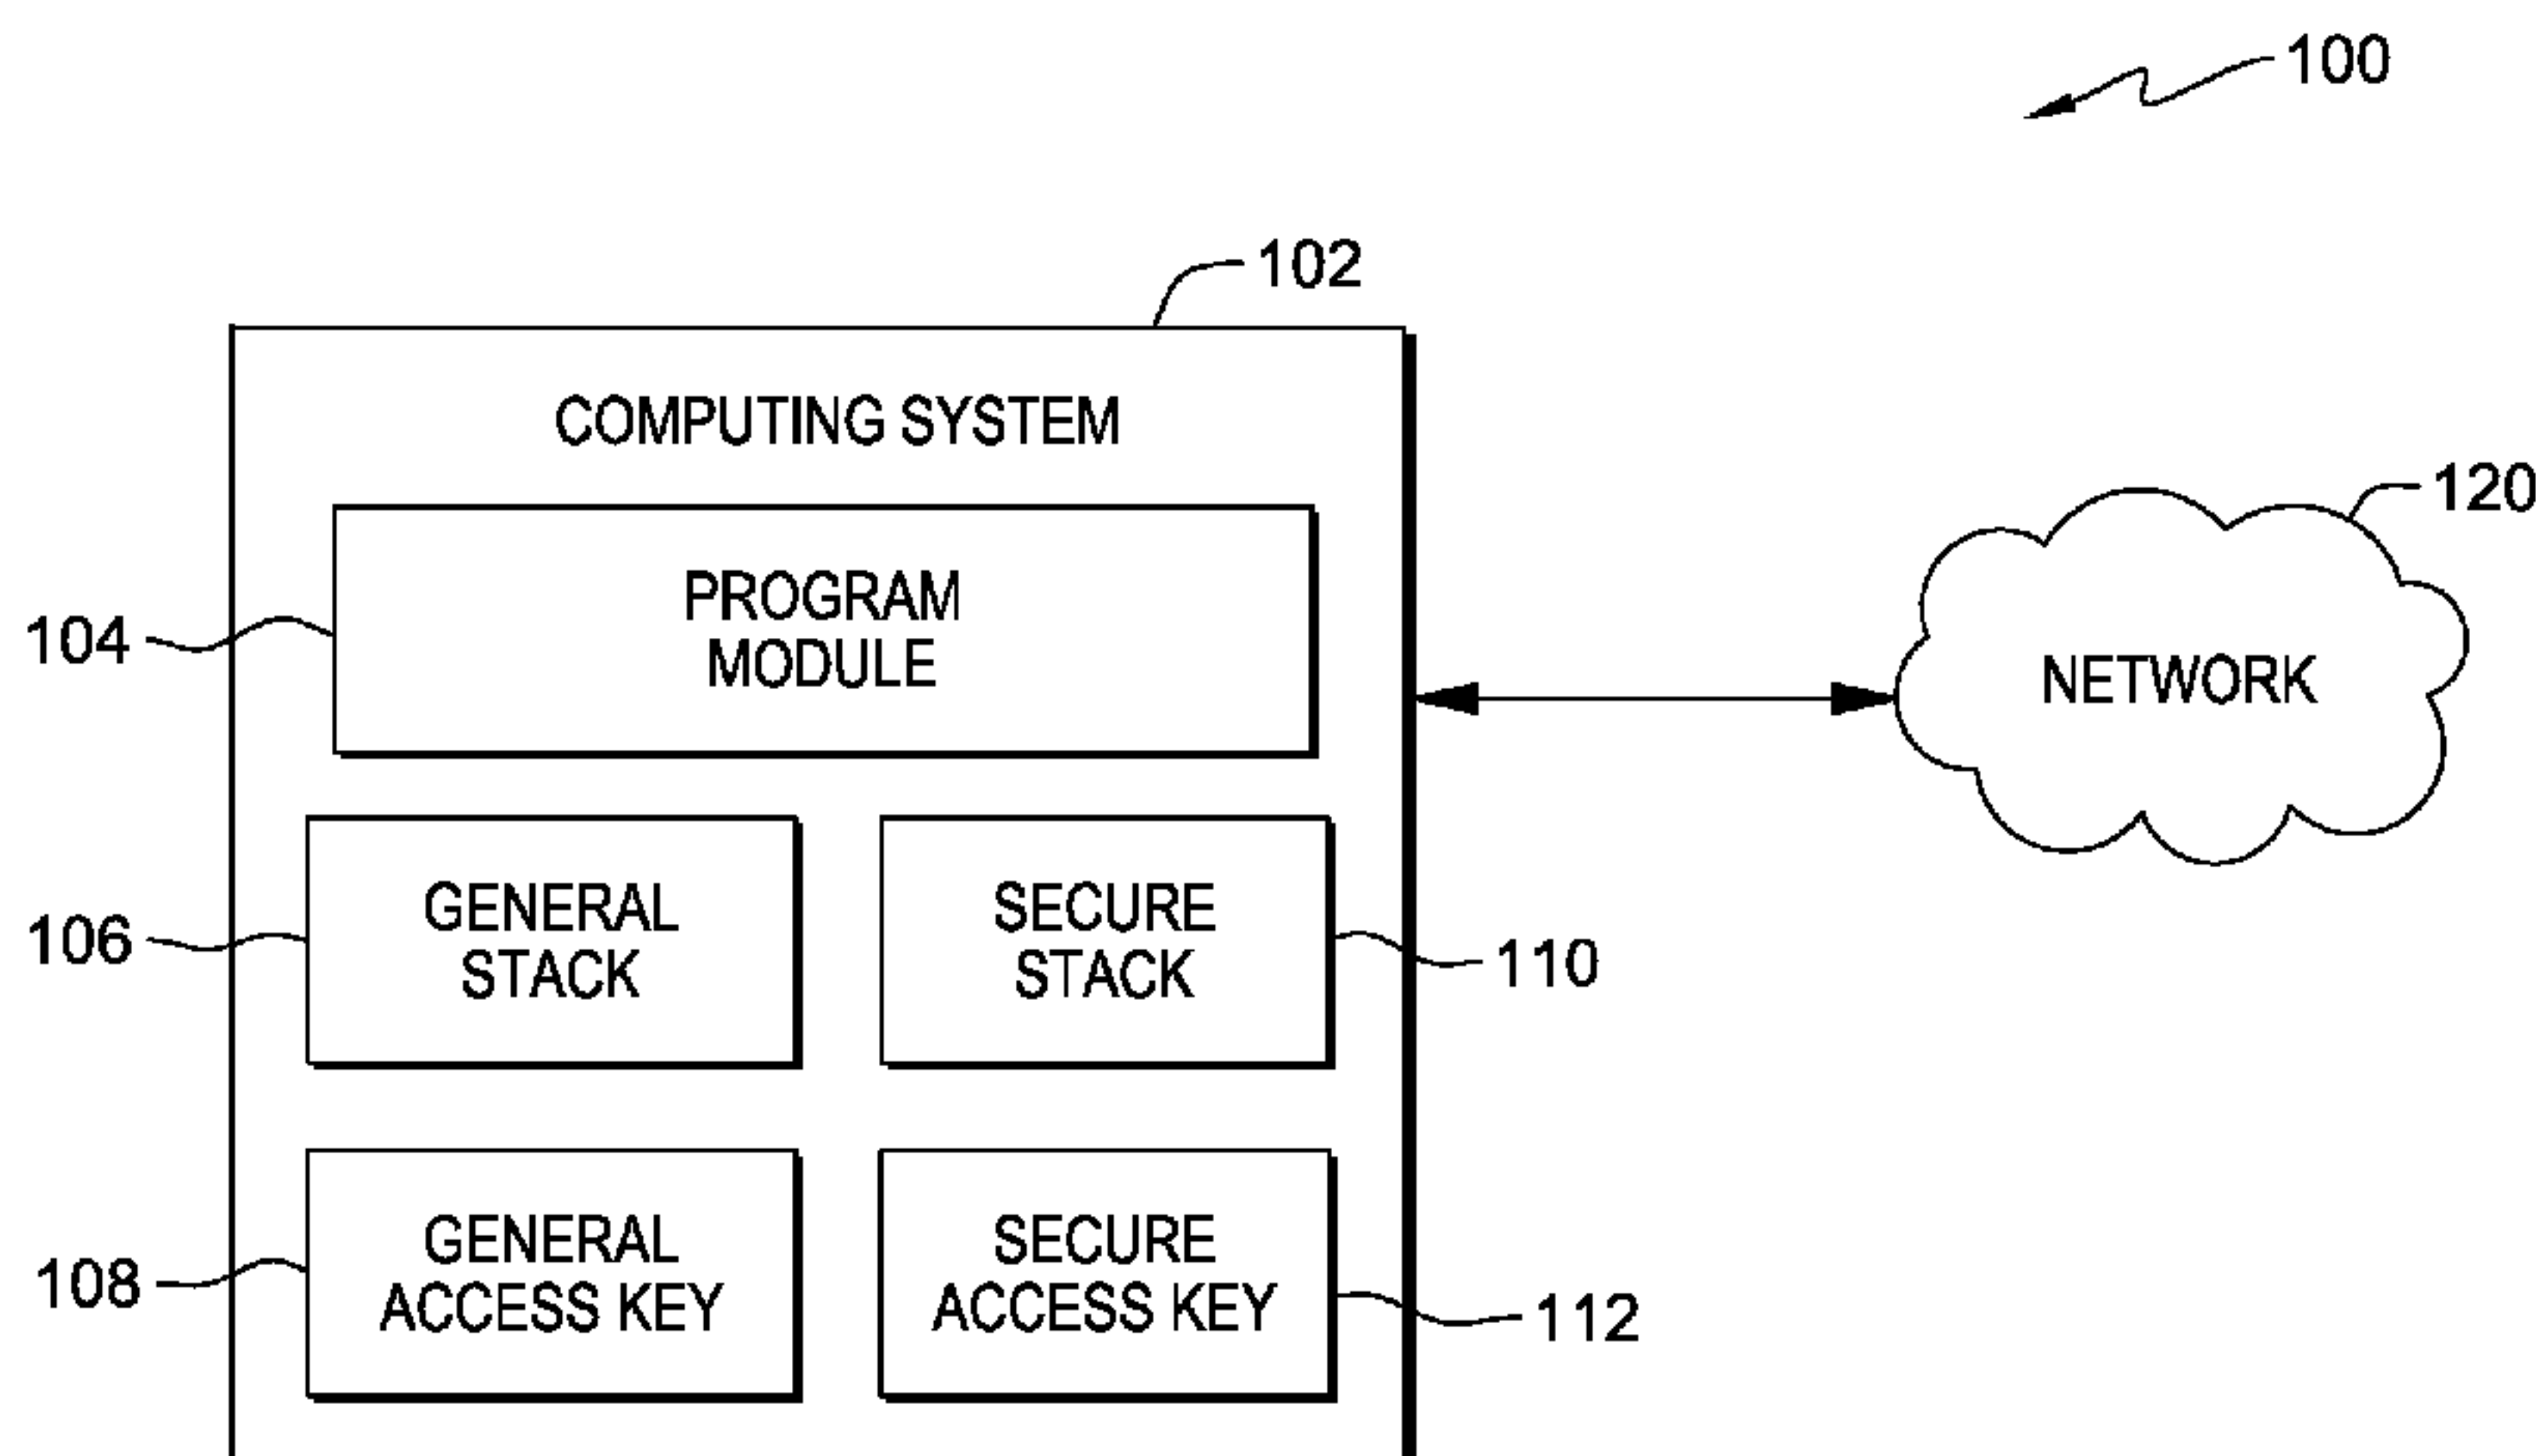 100
102
COMPUTING SYSTEM
120
PROGRAM
MODULE
104
NETWORK
GENERAL
STACK
SECURE
STACK
106
110
GENERAL
ACCESS KEY
SECURE
ACCESS KEY
108
112